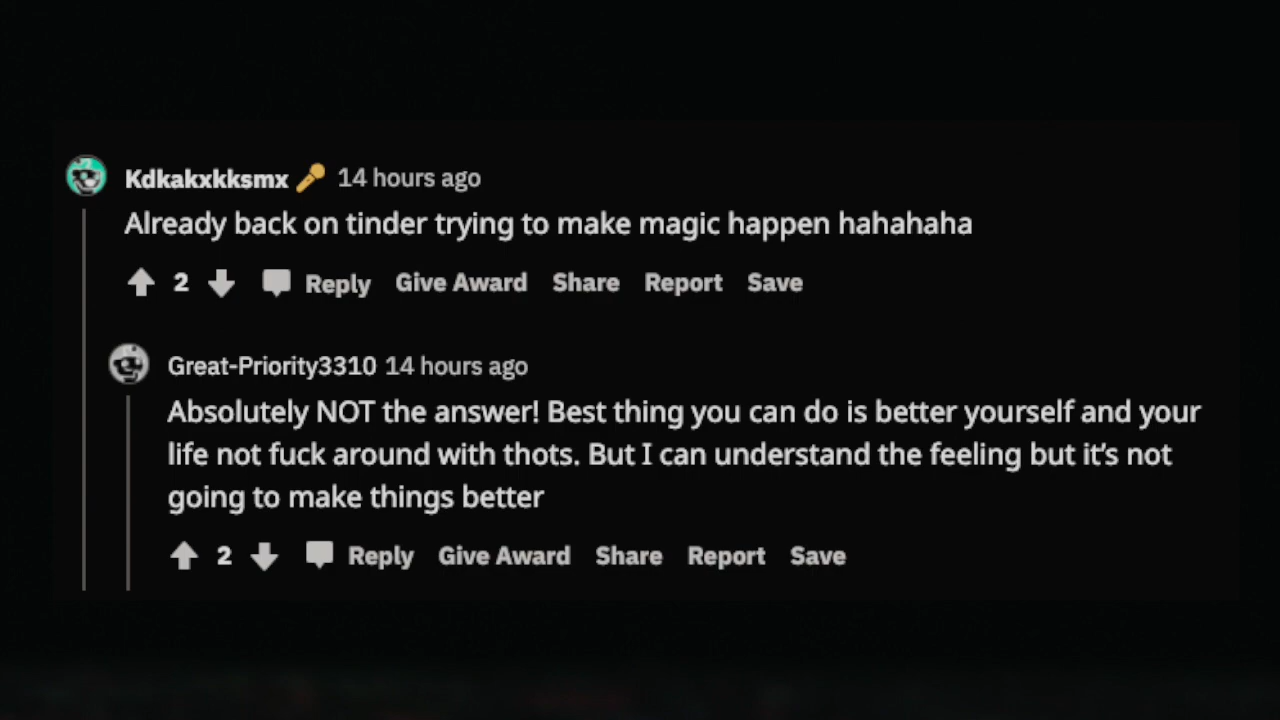 Kdkakxkksmx 14 hours ago
Already back on tinder trying to make magic happen hahahaha
2 Reply Give Award Share Report Save
Great-Priority3310 14 hours ago
Absolutely NOT the answer! Best thing you can do is better yourself and your
life not fuck around with thots. But I can understand the feeling but it’s not
going to make things better
2 Reply Give Award Share Report Save